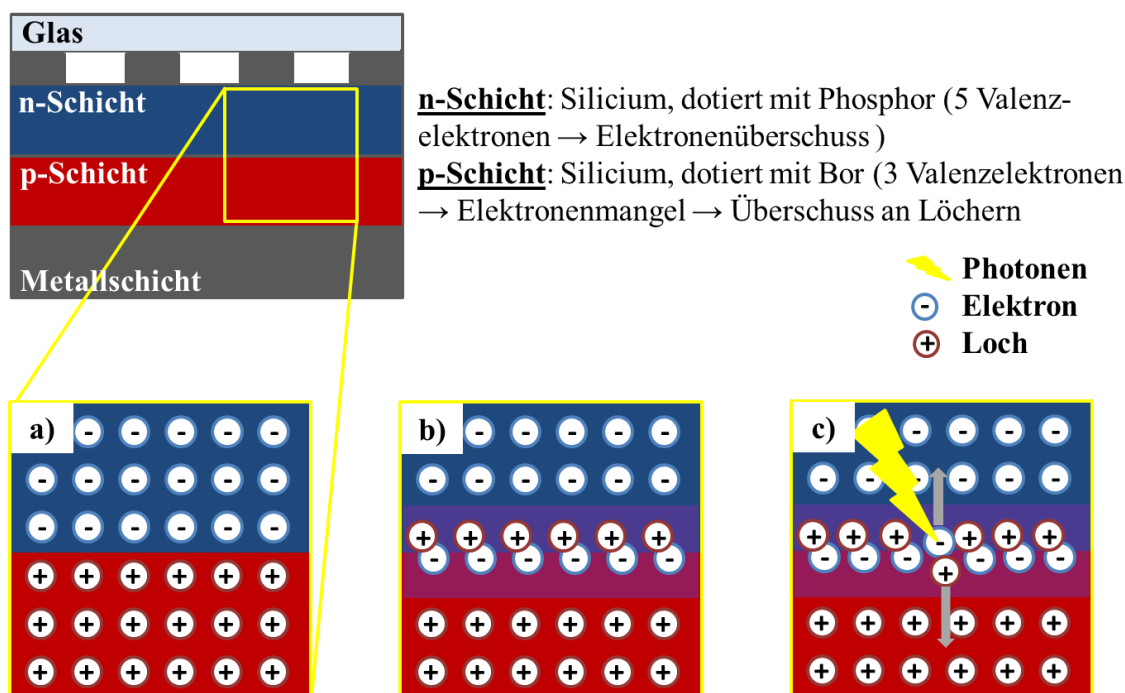 Glas
n-Schicht
p-Schicht
Metallschicht
n-Schicht: Silicium, dotiert mit Phosphor (5 Valenz-
elektronen → Elektronenüberschuss )
p-Schicht: Silicium, dotiert mit Bor (3 Valenzelektronen
→ Elektronenmangel → Überschuss an Löchern
Photonen
- Elektron
+ Loch
a)
- - - - -
- - - - - -
- - - - - -
+ + + + + +
+ + + + + +
+ + + + + +
b)
- - - - -
- - - - - -
+ + + + + +
- - - - - -
+ + + + + +
+ + + + + +
c)
- - - - -
- - - - - -
+ + + - + + +
- - - - -
+
+ + + + + +
+ + + + + +